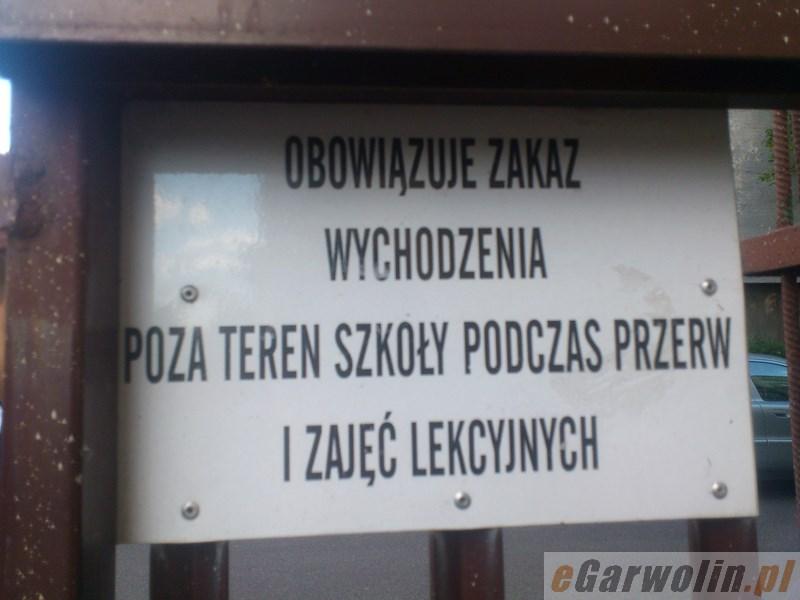 OBOWIĄZUJE ZAKAZ
WYCHODZENIA
POZA TEREN SZKOŁY PODCZAS PRZERW
I ZAJĘĆ LEKCYJNYCH
eGarwolin.pl